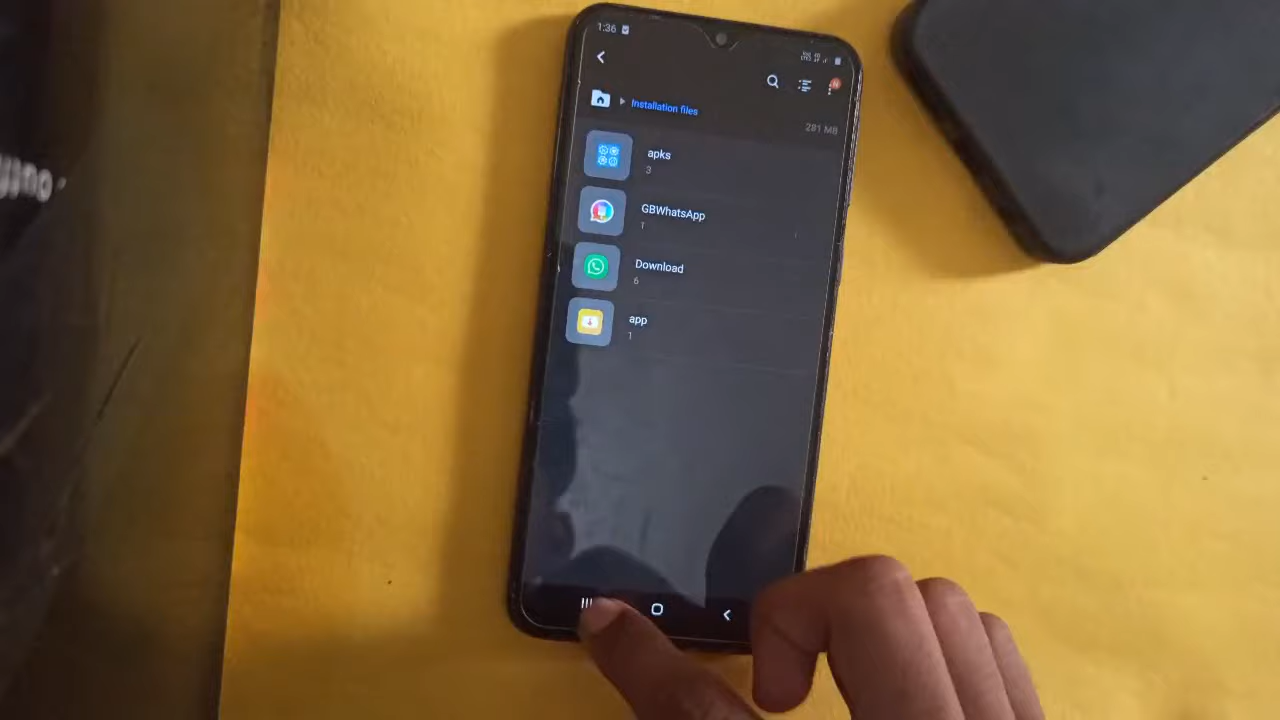 1:36
Installation files
281 MB
apks
3
GBWhatsApp
1
Download
6
app
1